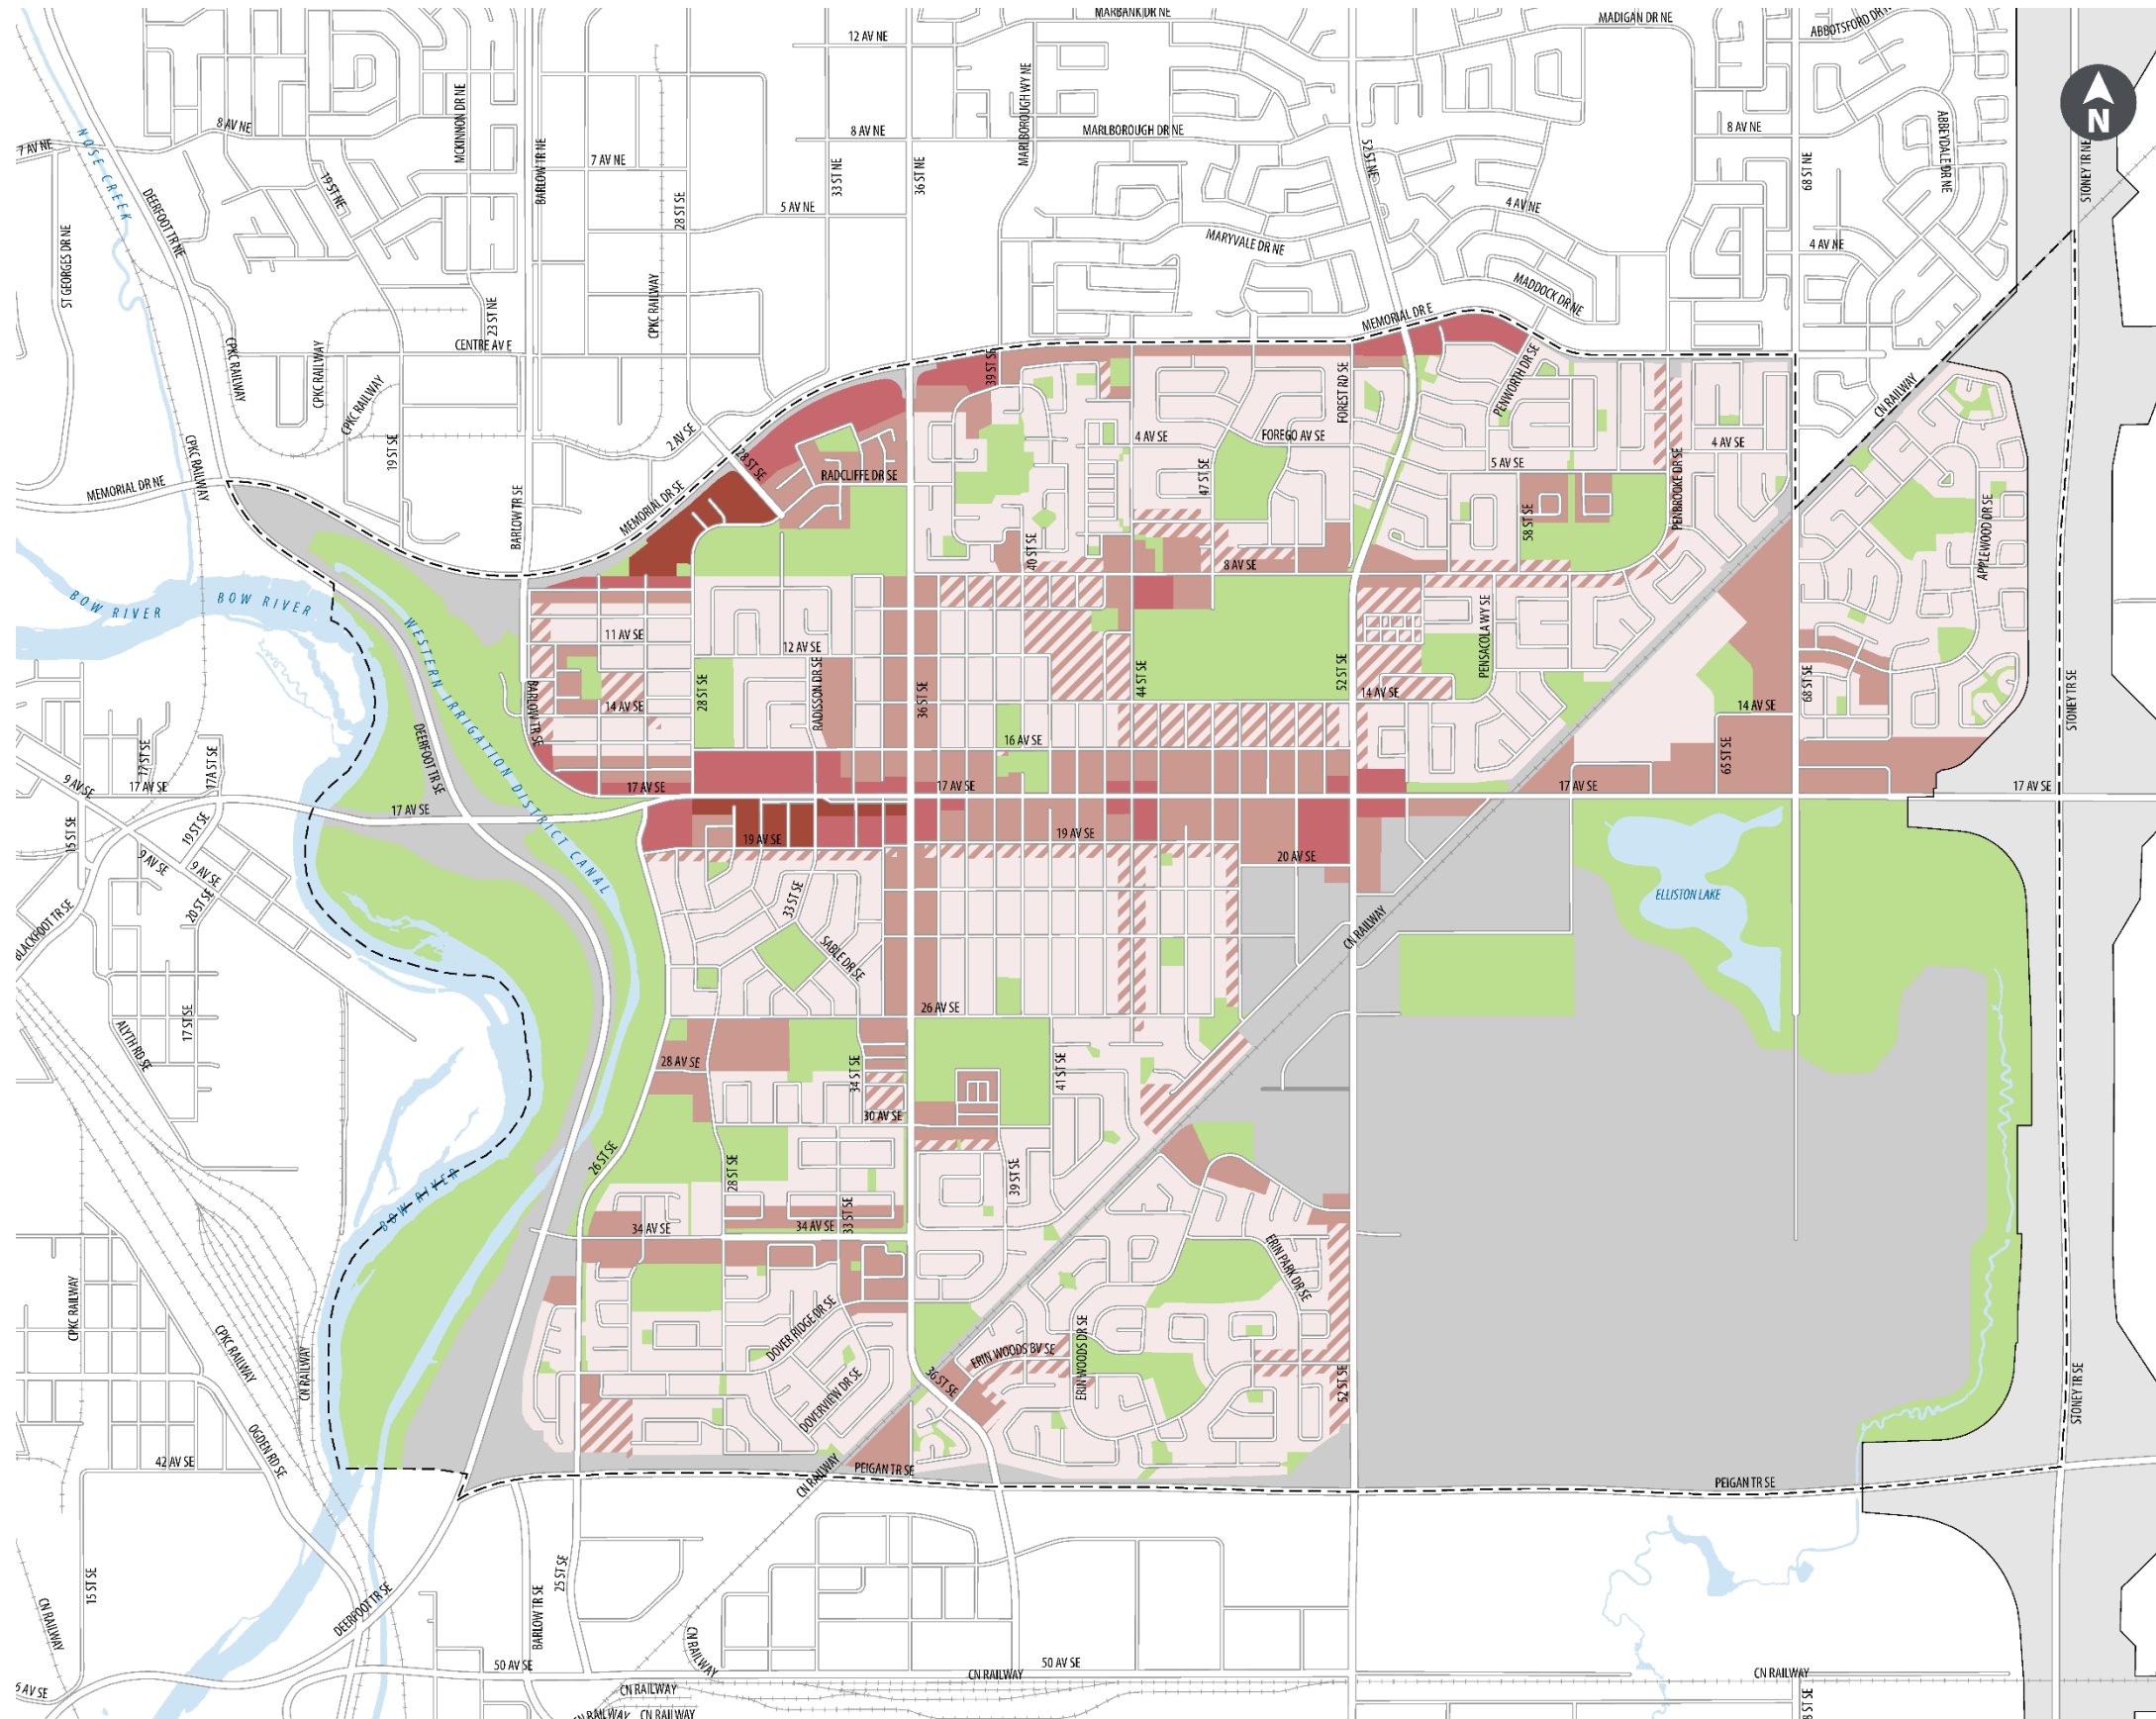 MARBANK DR NE
MADIGAN DR NE
ABBOTSFORD DR N
12 AV NE
N
8 AV NE
7 AV NE
NOSE CREEK
MCKINNON DR NE
BARLOW TR NE
7 AV NE
8 AV NE
MARLBOROUGH WY NE
MARLBOROUGH DR NE
8 AV NE
ABBEYDALE DR NE
STONEY TR NE
19 ST NE
DEERFOOT TR NE
28 ST SE
33 ST NE
36 ST NE
52 ST NE
68 ST NE
5 AV NE
4 AV NE
4 AV NE
MARYVALE DR NE
ST GEORGES DR NE
CPKC RAILWAY
MADDOCK DR NE
23 ST NE
CENTRE AV E
MEMORIAL DR E
CPKC RAILWAY
CPKC RAILWAY
CPKC RAILWAY
39 ST SE
FOREST RD SE
PENWORTH DR SE
CN RAILWAY
CPKC RAILWAY
19 ST SE
2 AV SE
28 ST SE
4 AV SE
FOREGO AV SE
4 AV SE
5 AV SE
MEMORIAL DR NE
MEMORIAL DR SE
RADCLIFFE DR SE
47 ST SE
PENBROOKE DR SE
BARLOW TR SE
58 ST SE
APPLEWOOD DR SE
40 ST SE
8 AV SE
BOW RIVER
BOW RIVER
WESTERN IRRIGATION DISTRICT CANAL
11 AV SE
12 AV SE
PENSACOLA WY SE
28 ST SE
RADISSON DR SE
36 ST SE
44 ST SE
52 ST SE
14 AV SE
68 ST SE
STONEY TR SE
BARLOW TR SE
14 AV SE
14 AV SE
65 ST SE
16 AV SE
DEERFOOT TR SE
17 ST SE
17A ST SE
9 AV SE
17 AV SE
17 AV SE
17 AV SE
17 AV SE
17 AV SE
17 AV SE
15 ST SE
19 ST SE
19 AV SE
19 AV SE
20 AV SE
9 AV SE
9 AV SE
20 ST SE
BLACKFOOT TR SE
33 ST SE
SABLE DR SE
CN RAILWAY
ELLISTON LAKE
26 AV SE
17 ST SE
ALYTH RD SE
28 AV SE
34 ST SE
41 ST SE
30 AV SE
26 ST SE
28 ST SE
39 ST SE
BOW RIVER
34 AV SE
34 AV SE
33 ST SE
ERIN PARK DR SE
CPKC RAILWAY
CPKC RAILWAY
CN RAILWAY
DOVER RIDGE DR SE
ERIN WOODS BV SE
ERIN WOODS DR SE
36 ST SE
52 ST SE
STONEY TR SE
DOVERVIEW DR SE
OGDEN RD SE
42 AV SE
PEIGAN TR SE
CN RAILWAY
PEIGAN TR SE
15 ST SE
CN RAILWAY
DEERFOOT TR SE
BARLOW TR SE
25 ST SE
CN RAILWAY
50 AV SE
50 AV SE
CN RAILWAY
CN RAILWAY
CN RAILWAY
CN RAILWAY